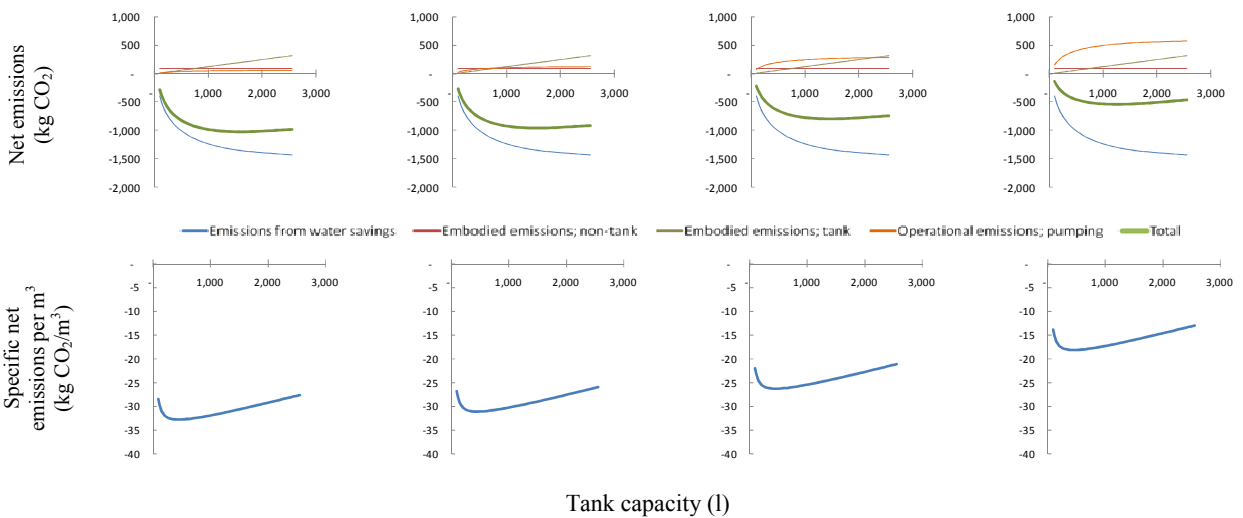 Net emissions
(kg CO2)
1,000 1,000 1,000 1,000
500 500 500 500
- - - -
1,000 2,000 3,000 1,000 2,000 3,000 1,000 2,000 3,000 1,000 2,000 3,000
-500 -500 -500 -500
-1,000 -1,000 -1,000 -1,000
-1,500 -1,500 -1,500 -1,500
-2,000 -2,000 -2,000 -2,000
Emissions from water savings Embodied emissions; non-tank Embodied emissions; tank Operational emissions; pumping Total
Specific net
emissions per m3
(kg CO2/m3)
- - - -
- 1,000 2,000 3,000 - 1,000 2,000 3,000 - 1,000 2,000 3,000 - 1,000 2,000 3,000
-5 -5 -5 -5
-10 -10 -10 -10
-15 -15 -15 -15
-20 -20 -20 -20
-25 -25 -25 -25
-30 -30 -30 -30
-35 -35 -35 -35
-40 -40 -40 -40
Tank capacity (l)